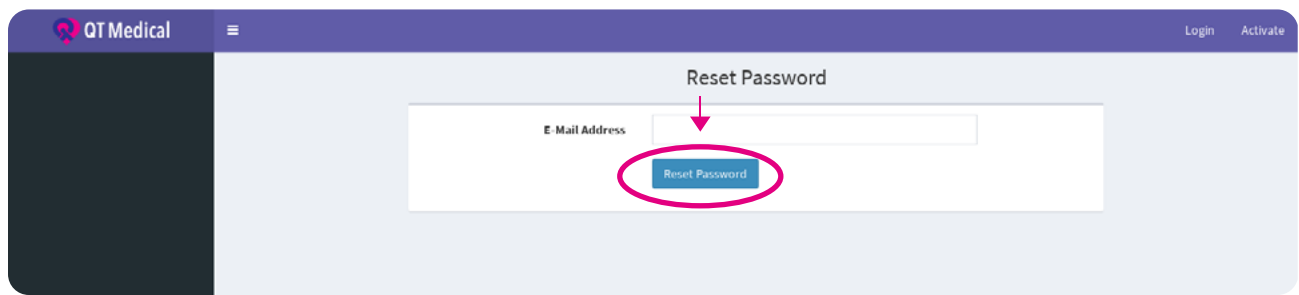 QT Medical
Login Activate
Reset Password
E-Mail Address
Reset Password